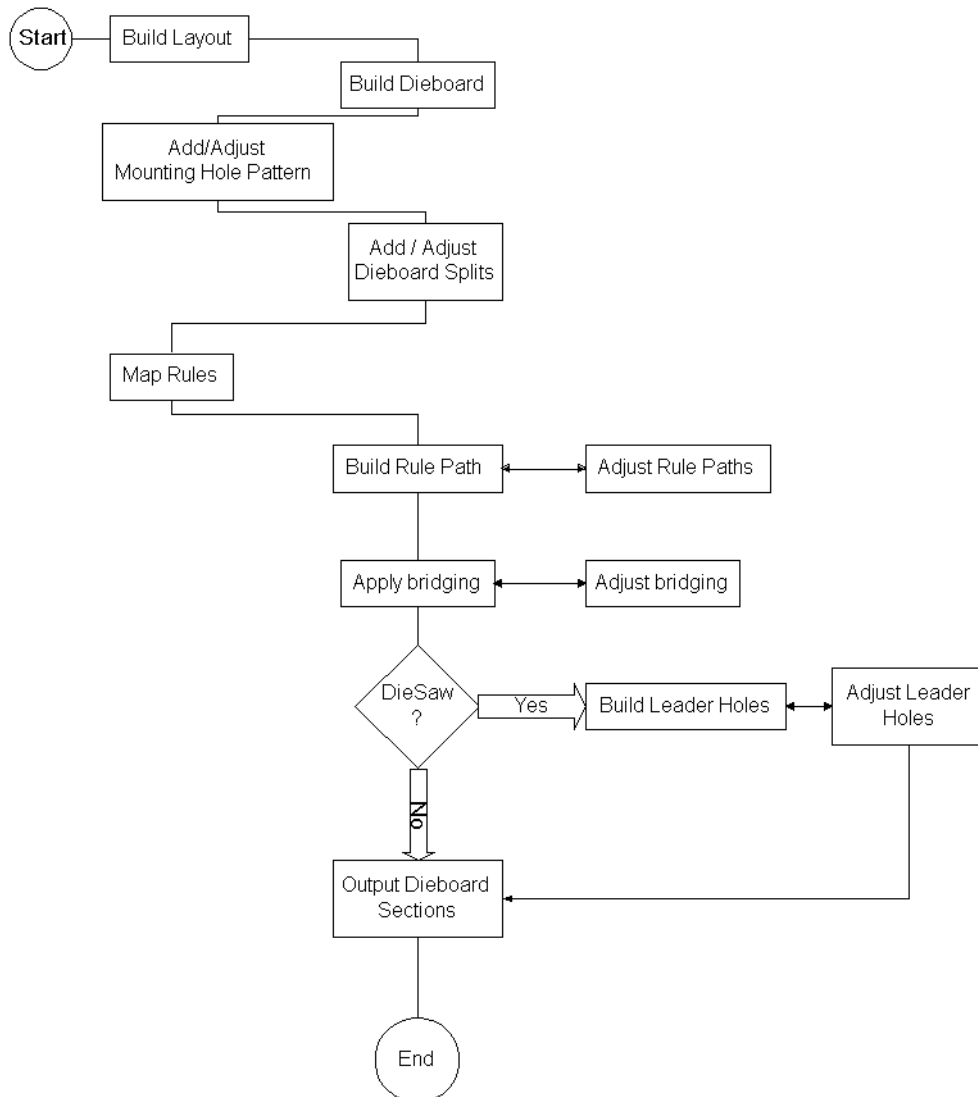 Start
Build Layout
Build Dieboard
Add/Adjust
Mounting Hole Pattern
Add / Adjust
Dieboard Splits
Map Rules
Build Rule Path
Adjust Rule Paths
Apply bridging
Adjust bridging
DieSaw
?
Yes
Build Leader Holes
Adjust Leader
Holes
No
Output Dieboard
Sections
End